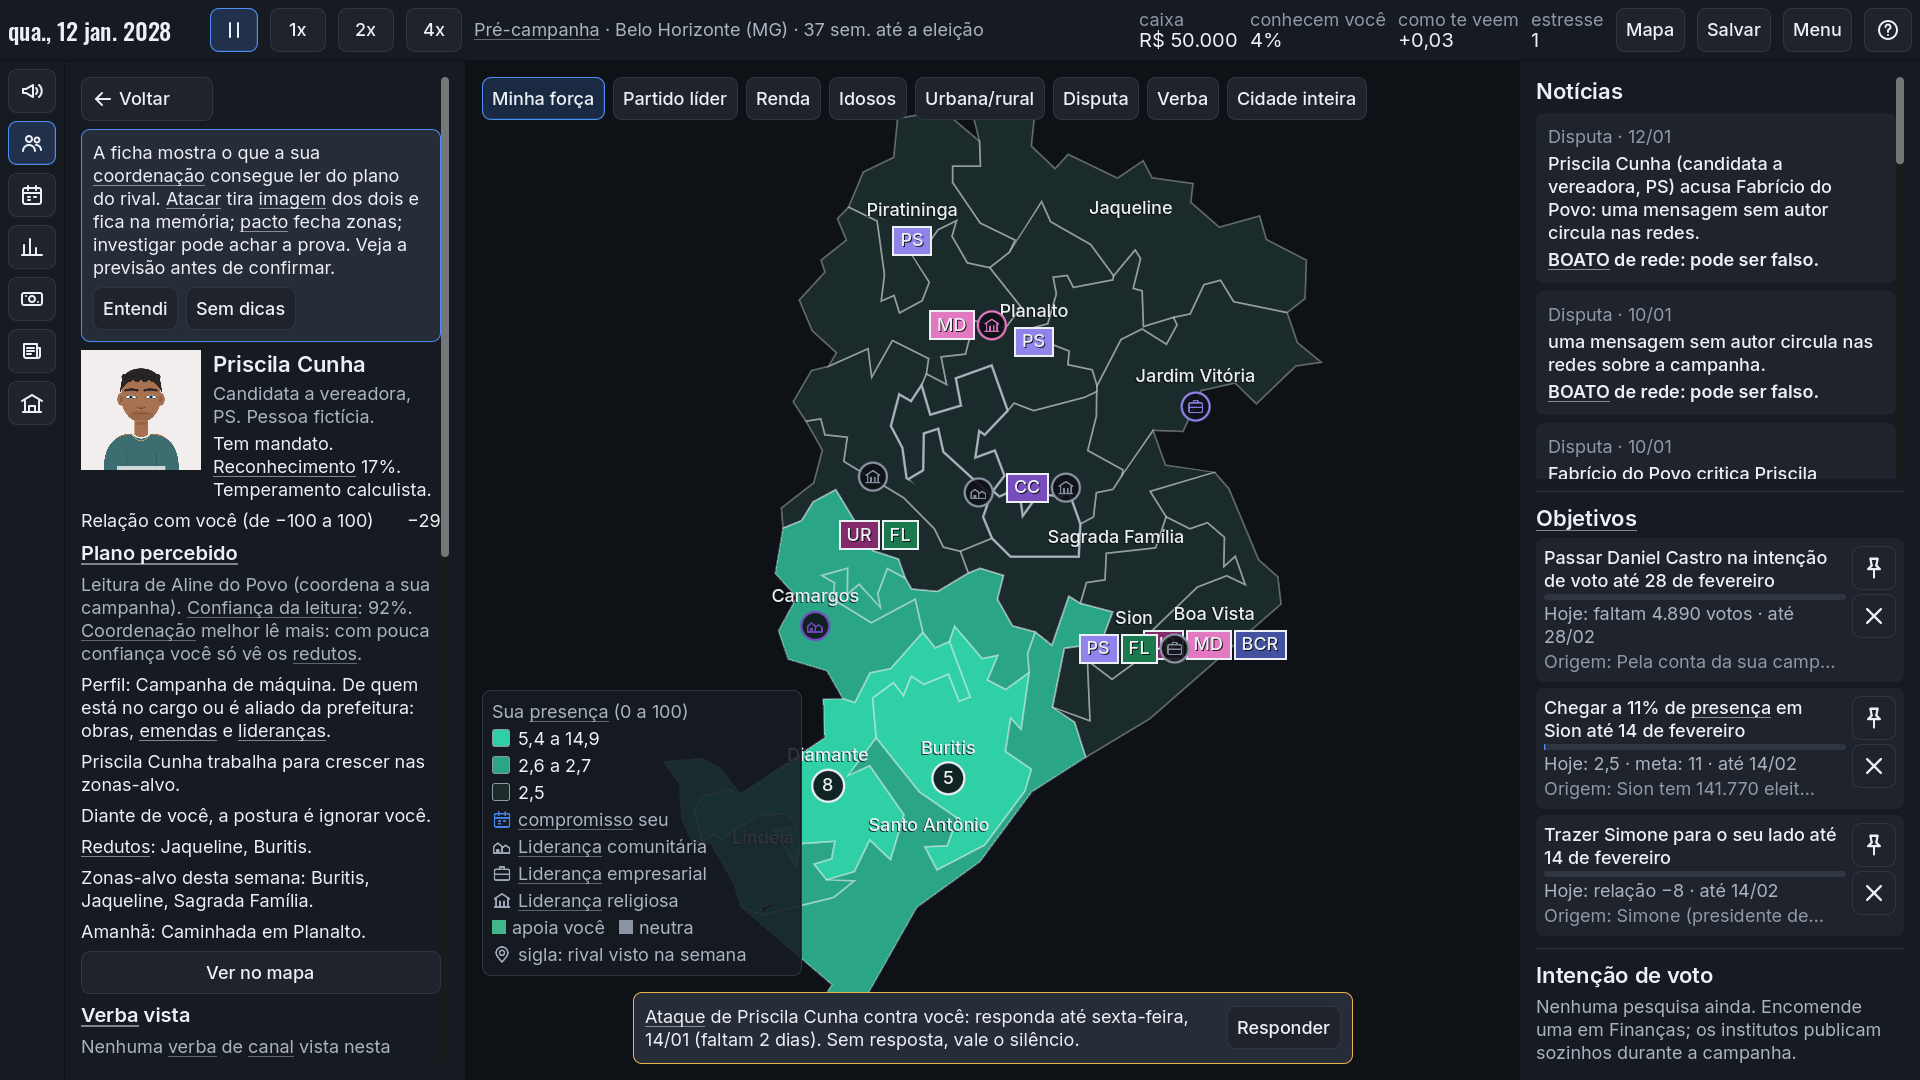 qua., 12 jan. 2028
1x
2x
4x
Pré-campanha · Belo Horizonte (MG) · 37 sem. até a eleição
caixa
R$ 50.000
conhecem você
4%
como te veem
+0,03
estresse
1
Mapa
Salvar
Menu
Voltar
A ficha mostra o que a sua
coordenação consegue ler do plano
do rival. Atacar tira imagem dos dois e
fica na memória; pacto fecha zonas;
investigar pode achar a prova. Veja a
previsão antes de confirmar.
Entendi
Sem dicas
Priscila Cunha
Candidata a vereadora,
PS. Pessoa fictícia.
Tem mandato.
Reconhecimento 17%.
Temperamento calculista.
Relação com você (de −100 a 100) −29
Plano percebido
Leitura de Aline do Povo (coordena a sua
campanha). Confiança da leitura: 92%.
Coordenação melhor lê mais: com pouca
confiança você só vê os redutos.
Perfil: Campanha de máquina. De quem
está no cargo ou é aliado da prefeitura:
obras, emendas e lideranças.
Priscila Cunha trabalha para crescer nas
zonas-alvo.
Diante de você, a postura é ignorar você.
Redutos: Jaqueline, Buritis.
Zonas-alvo desta semana: Buritis,
Jaqueline, Sagrada Família.
Amanhã: Caminhada em Planalto.
Ver no mapa
Verba vista
Nenhuma verba de canal vista nesta
Minha força
Partido líder
Renda
Idosos
Urbana/rural
Disputa
Verba
Cidade inteira
Piratininga
PS
Jaqueline
Planalto
MD
PS
Jardim Vitória
CC
UR
FL
Sagrada Família
Camargos
Sion
Boa Vista
PS
FL
MD
BCR
Diamante
8
Buritis
5
Santo Antônio
Lindéia
Sua presença (0 a 100)
5,4 a 14,9
2,6 a 2,7
2,5
compromisso seu
Liderança comunitária
Liderança empresarial
Liderança religiosa
apoia você
neutra
sigla: rival visto na semana
Ataque de Priscila Cunha contra você: responda até sexta-feira,
14/01 (faltam 2 dias). Sem resposta, vale o silêncio.
Responder
Notícias
Disputa · 12/01
Priscila Cunha (candidata a
vereadora, PS) acusa Fabrício do
Povo: uma mensagem sem autor
circula nas redes.
BOATO de rede: pode ser falso.
Disputa · 10/01
uma mensagem sem autor circula nas
redes sobre a campanha.
BOATO de rede: pode ser falso.
Disputa · 10/01
Fabrício do Povo critica Priscila
Objetivos
Passar Daniel Castro na intenção
de voto até 28 de fevereiro
Hoje: faltam 4.890 votos · até
28/02
Origem: Pela conta da sua camp...
Chegar a 11% de presença em
Sion até 14 de fevereiro
Hoje: 2,5 · meta: 11 · até 14/02
Origem: Sion tem 141.770 eleit...
Trazer Simone para o seu lado até
14 de fevereiro
Hoje: relação −8 · até 14/02
Origem: Simone (presidente de...
Intenção de voto
Nenhuma pesquisa ainda. Encomende
uma em Finanças; os institutos publicam
sozinhos durante a campanha.